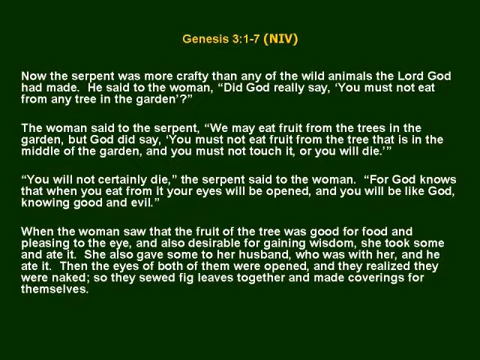 Genesis 3:1-7 (NIV)
Now the serpent was more crafty than any of the wild animals the Lord God
had made.  He said to the woman, “Did God really say, ‘You must not eat
from any tree in the garden’?”
The woman said to the serpent, “We may eat fruit from the trees in the
garden, but God did say, ‘You must not eat fruit from the tree that is in the
middle of the garden, and you must not touch it, or you will die.’”
“You will not certainly die,” the serpent said to the woman.  “For God knows
that when you eat from it your eyes will be opened, and you will be like God,
knowing good and evil.”
When the woman saw that the fruit of the tree was good for food and
pleasing to the eye, and also desirable for gaining wisdom, she took some
and ate it.  She also gave some to her husband, who was with her, and he
ate it.  Then the eyes of both of them were opened, and they realized they
were naked; so they sewed fig leaves together and made coverings for
themselves.